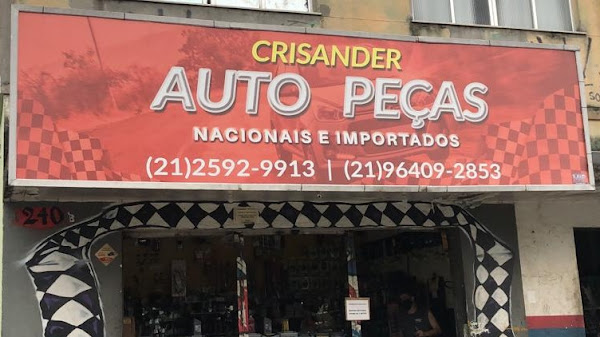 CRISANDER
AUTO PEÇAS
NACIONAIS E IMPORTADOS
(21)2592-9913 | (21)96409-2853
240